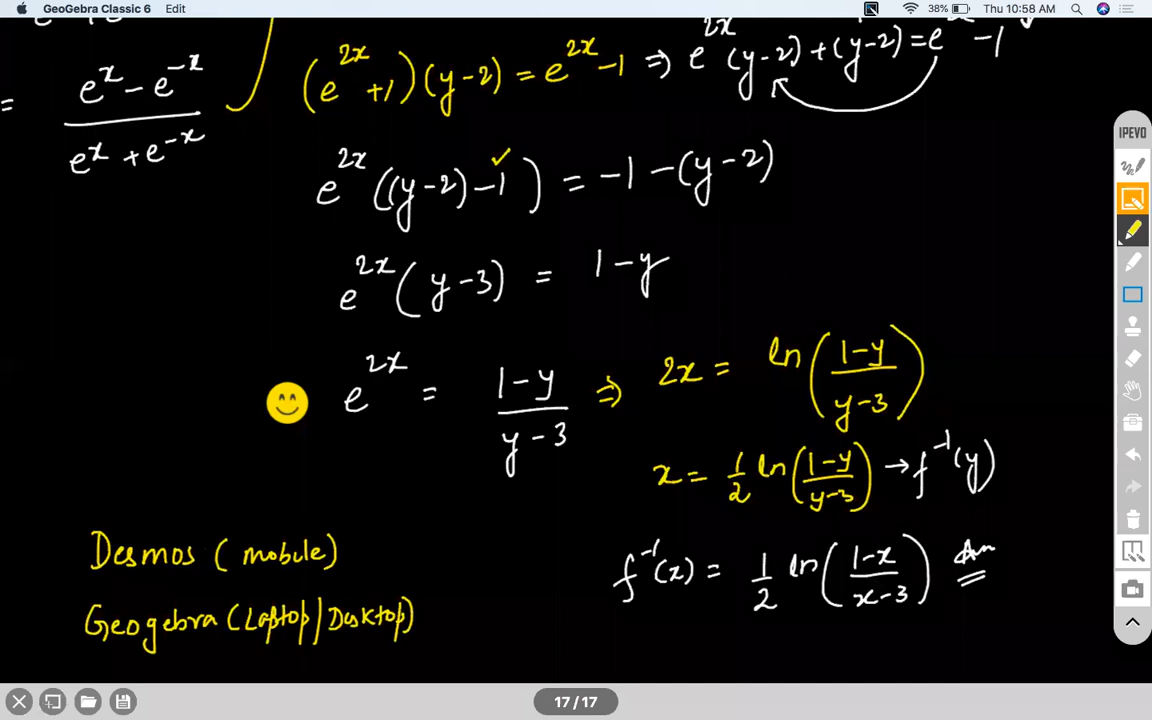 GeoGebra Classic 6 Edit 38% Thu 10:58 AM
= (e^x - e^-x)/(e^x + e^-x)
(e^2x + 1)(y-2) = e^2x - 1 ⇒ e^2x (y-2) + (y-2) = e^2x - 1
e^2x ((y-2) - 1) = -1 - (y-2)
e^2x (y-3) = 1-y
e^2x = (1-y)/(y-3) ⇒ 2x = ln((1-y)/(y-3))
x = 1/2 ln((1-y)/(y-3)) → f^-1(y)
f^-1(x) = 1/2 ln((1-x)/(x-3)) Ans
Desmos (mobile)
Geogebra (Laptop/Desktop)
IPEVO
17/17